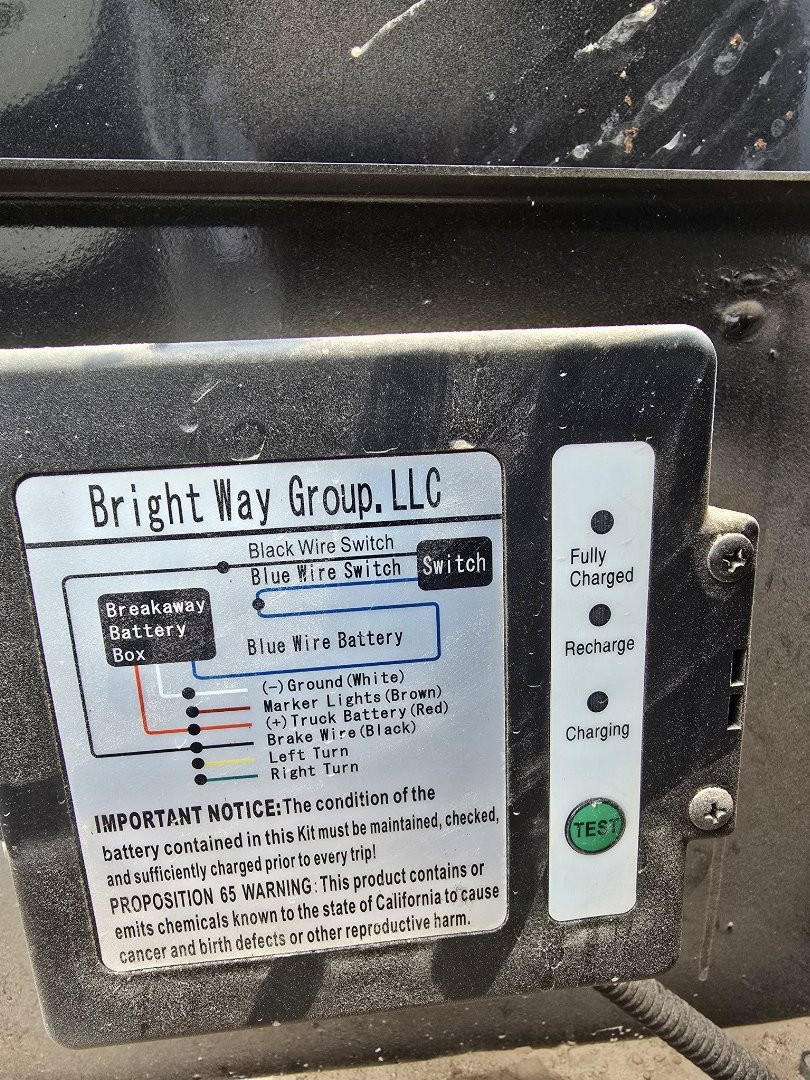 Bright Way Group. LLC
Black Wire Switch
Blue Wire Switch
Switch
Breakaway
Battery
Box
Blue Wire Battery
(-) Ground (White)
Marker Lights (Brown)
(+) Truck Battery (Red)
Brake Wire (Black)
Left Turn
Right Turn
IMPORTANT NOTICE: The condition of the
battery contained in this Kit must be maintained, checked,
and sufficiently charged prior to every trip!
PROPOSITION 65 WARNING: This product contains or
emits chemicals known to the state of California to cause
cancer and birth defects or other reproductive harm.
Fully
Charged
Recharge
Charging
TEST